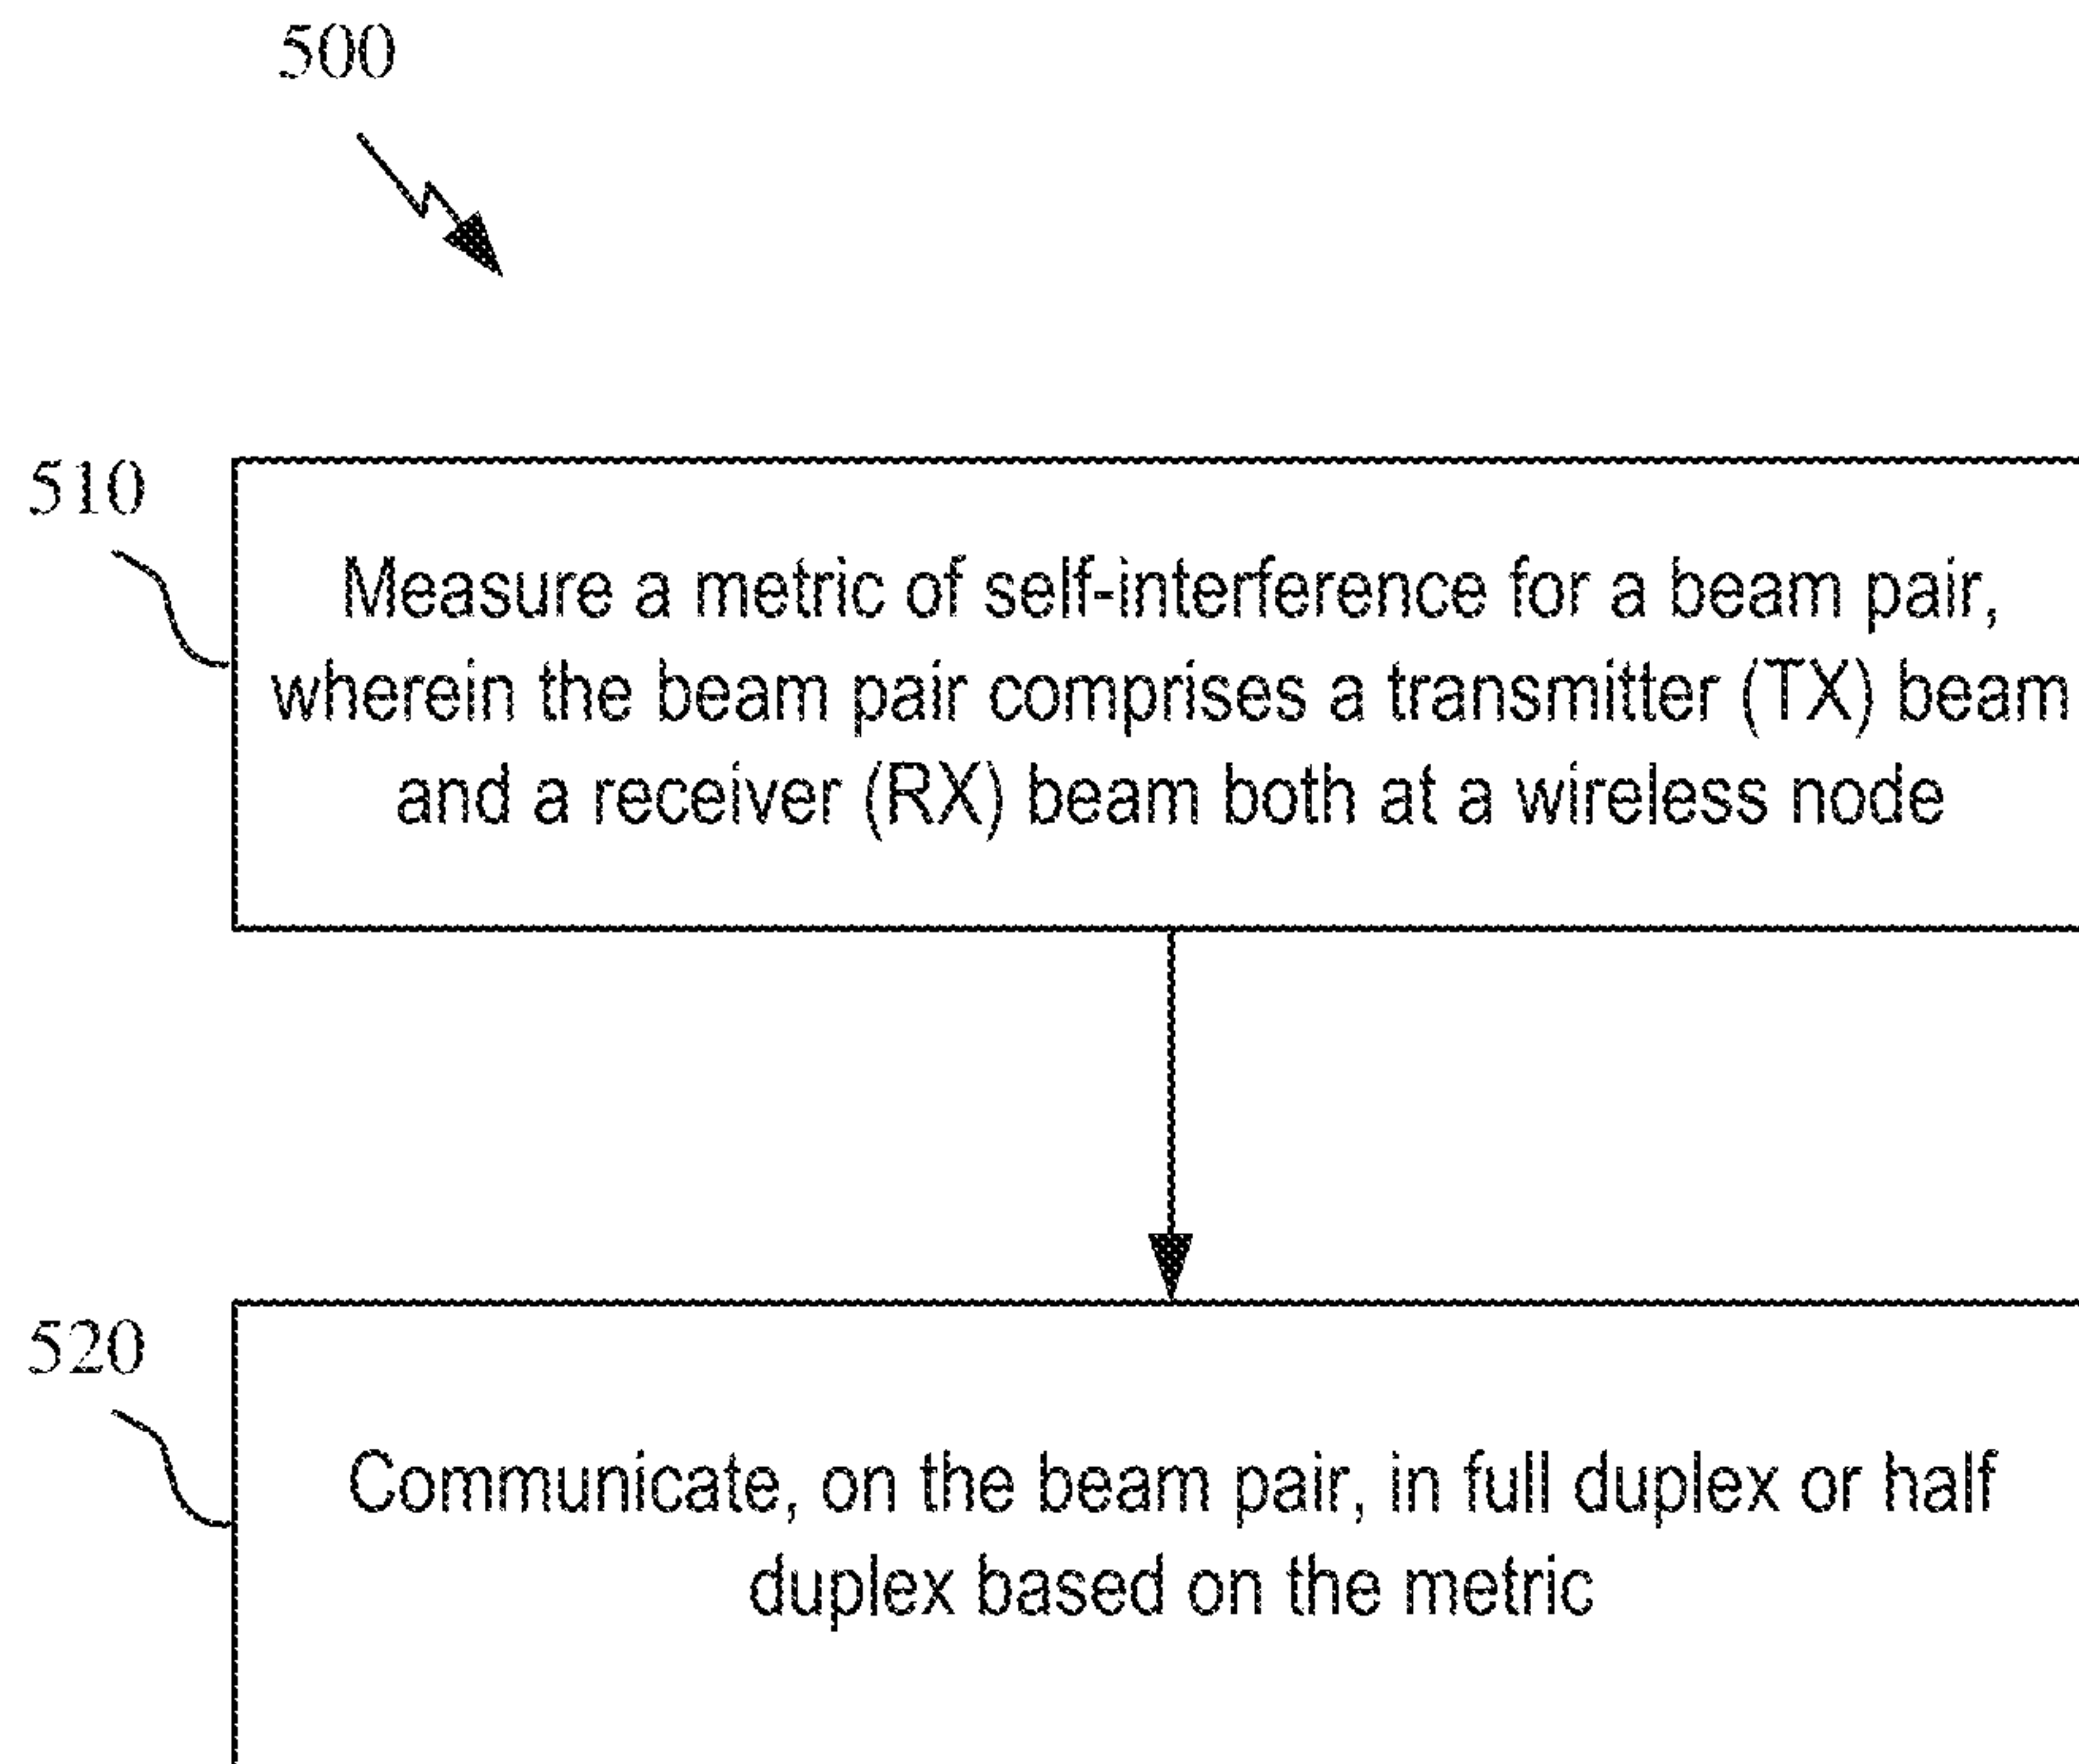 500
510
Measure a metric of self-interference for a beam pair,
wherein the beam pair comprises a transmitter (TX) beam
and a receiver (RX) beam both at a wireless node
520
Communicate, on the beam pair, in full duplex or half
duplex based on the metric